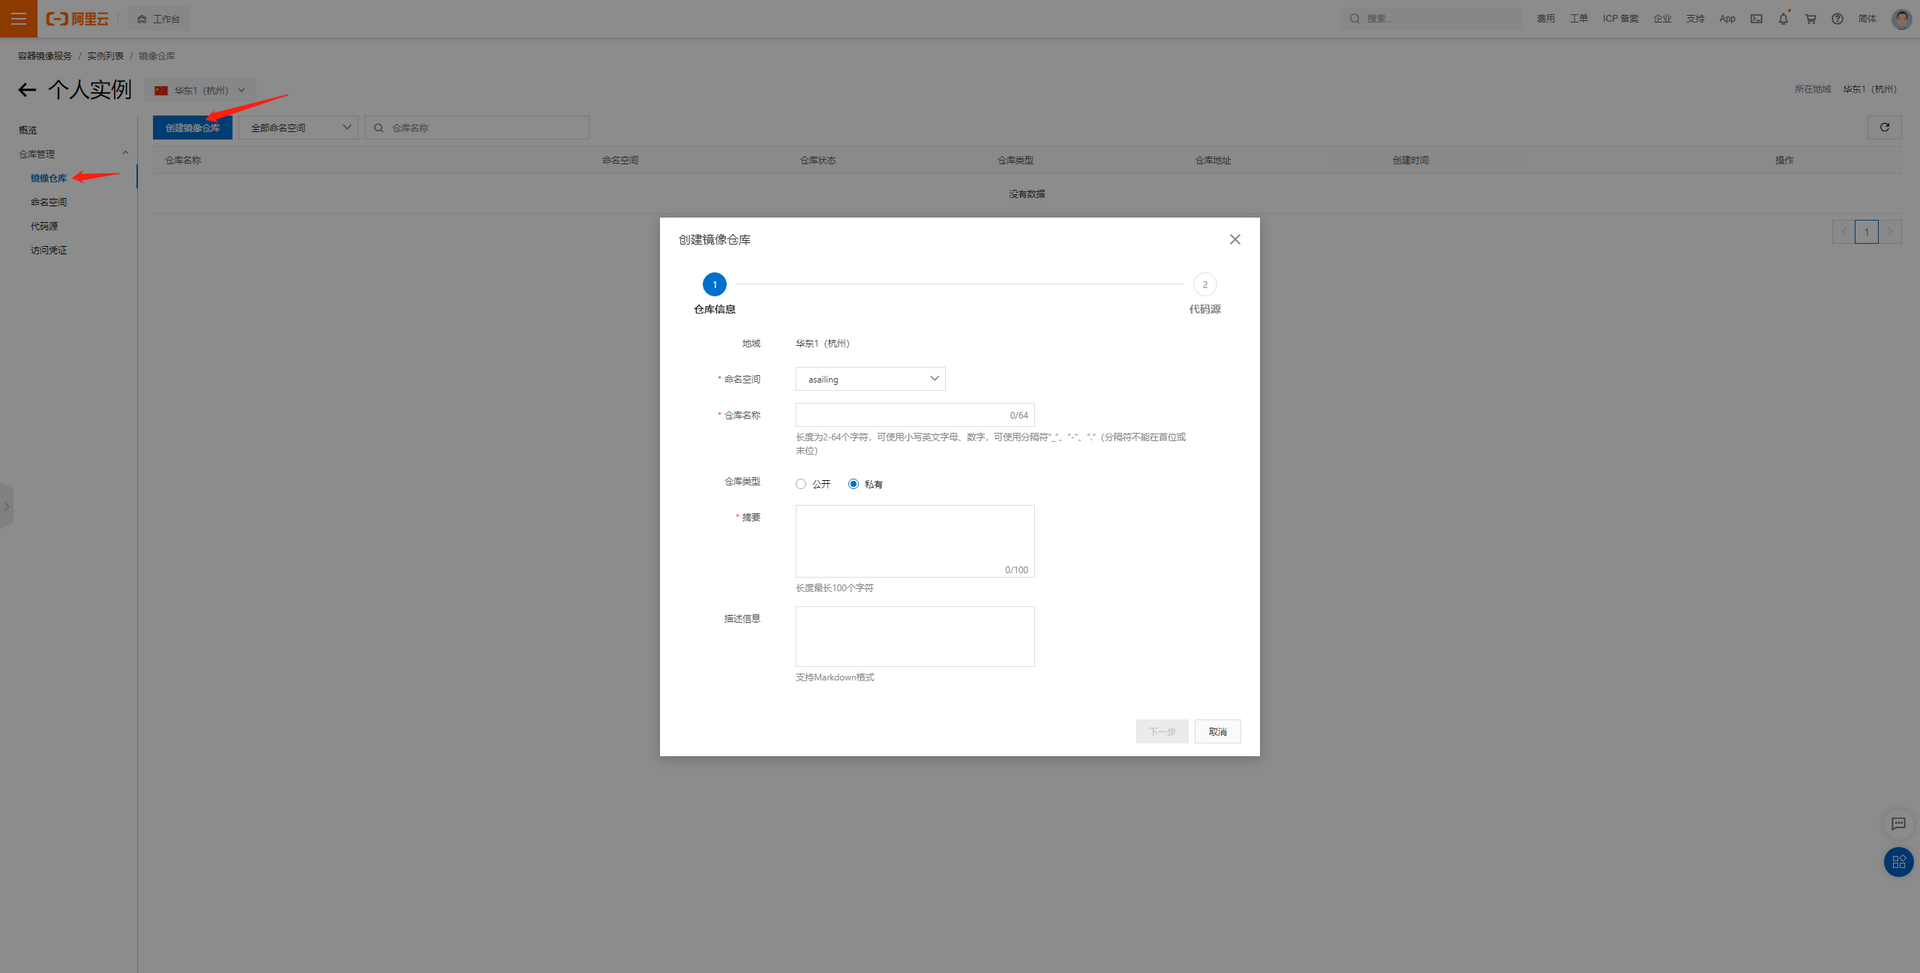 阿里云
工作台
搜索...
费用
工单
ICP 备案
企业
支持
App
简体
容器镜像服务 / 实例列表 / 镜像仓库
个人实例
华东1（杭州）
所在地域
华东1（杭州）
概览
仓库管理
镜像仓库
命名空间
代码源
访问凭证
创建镜像仓库
全部命名空间
仓库名称
仓库名称
命名空间
仓库状态
仓库类型
仓库地址
创建时间
操作
没有数据
1
创建镜像仓库
1
仓库信息
2
代码源
地域
华东1（杭州）
* 命名空间
asailing
* 仓库名称
0/64
长度为2-64个字符，可使用小写英文字母、数字，可使用分隔符"_"、"-"、"."（分隔符不能在首位或
末位）
仓库类型
公开
私有
* 摘要
0/100
长度最长100个字符
描述信息
支持Markdown格式
下一步
取消